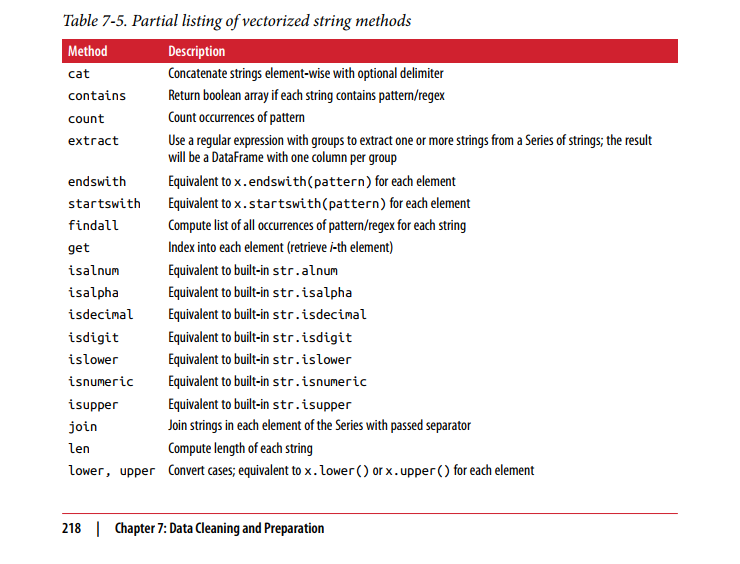 Table 7-5. Partial listing of vectorized string methods
Method Description
cat Concatenate strings element-wise with optional delimiter
contains Return boolean array if each string contains pattern/regex
count Count occurrences of pattern
extract Use a regular expression with groups to extract one or more strings from a Series of strings; the result
will be a DataFrame with one column per group
endswith Equivalent to x.endswith(pattern) for each element
startswith Equivalent to x.startswith(pattern) for each element
findall Compute list of all occurrences of pattern/regex for each string
get Index into each element (retrieve i-th element)
isalnum Equivalent to built-in str.alnum
isalpha Equivalent to built-in str.isalpha
isdecimal Equivalent to built-in str.isdecimal
isdigit Equivalent to built-in str.isdigit
islower Equivalent to built-in str.islower
isnumeric Equivalent to built-in str.isnumeric
isupper Equivalent to built-in str.isupper
join Join strings in each element of the Series with passed separator
len Compute length of each string
lower, upper Convert cases; equivalent to x.lower() or x.upper() for each element
218 | Chapter 7: Data Cleaning and Preparation